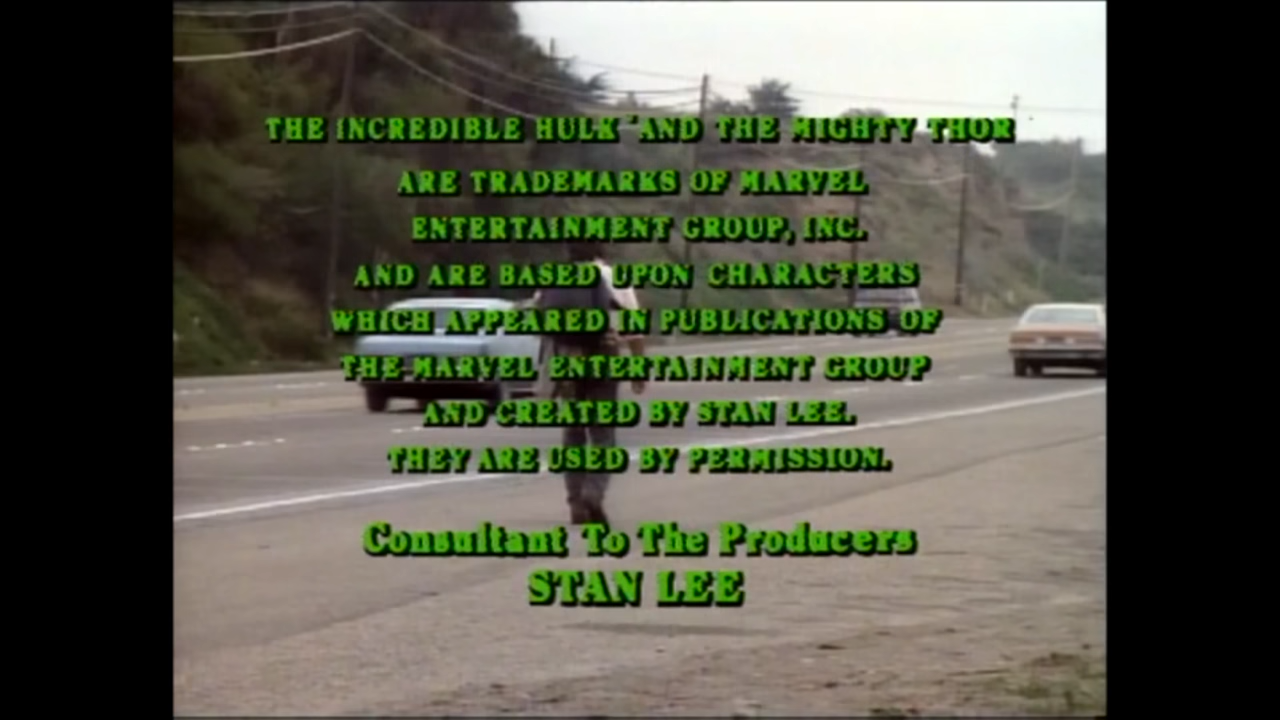 THE INCREDIBLE HULK "AND THE MIGHTY THOR
ARE TRADEMARKS OF MARVEL
ENTERTAINMENT GROUP, INC.
AND ARE BASED UPON CHARACTERS
WHICH APPEARED IN PUBLICATIONS OF
THE MARVEL ENTERTAINMENT GROUP
AND CREATED BY STAN LEE.
THEY ARE USED BY PERMISSION.
Consultant To The Producers
STAN LEE